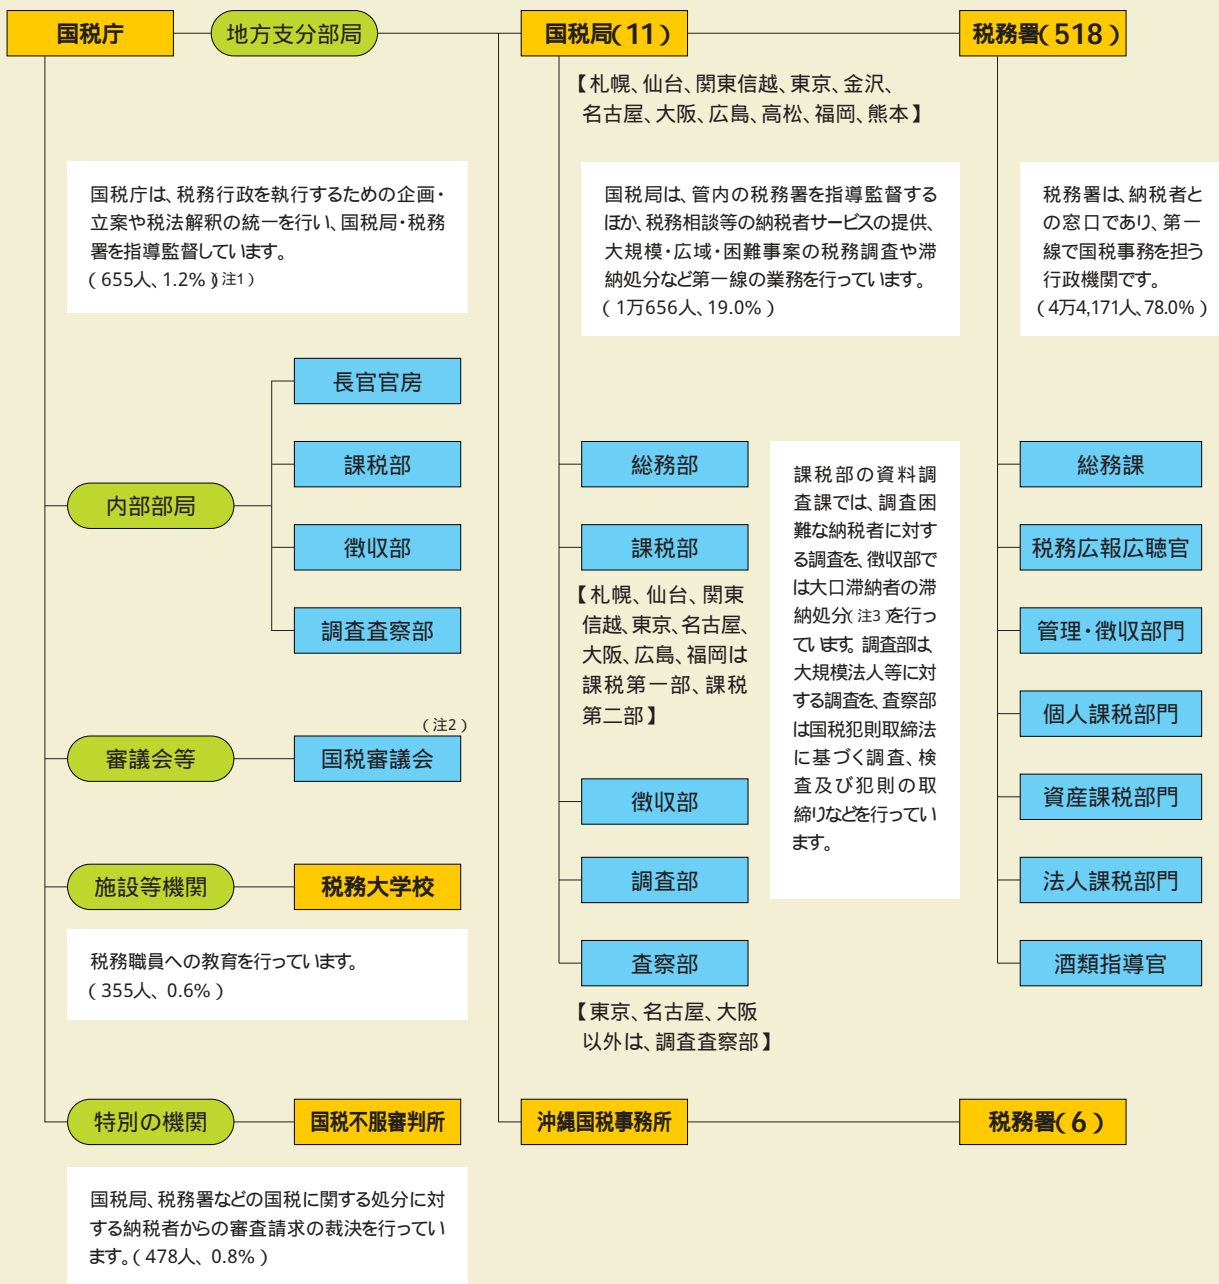 国税庁
地方支分部局
国税局(11)
税務署(518)
【札幌、仙台、関東信越、東京、金沢、
名古屋、大阪、広島、高松、福岡、熊本】
国税庁は、税務行政を執行するための企画・
立案や税法解釈の統一を行い、国税局・税務
署を指導監督しています。
(655人、1.2%)(注1)
国税局は、管内の税務署を指導監督する
ほか、税務相談等の納税者サービスの提供、
大規模・広域・困難事案の税務調査や滞
納処分など第一線の業務を行っています。
(1万656人、19.0%)
税務署は、納税者と
の窓口であり、第一
線で国税事務を担う
行政機関です。
(4万4,171人、78.0%)
内部部局
長官官房
課税部
徴収部
調査査察部
審議会等
(注2)
国税審議会
施設等機関
税務大学校
税務職員への教育を行っています。
(355人、0.6%)
特別の機関
国税不服審判所
国税局、税務署などの国税に関する処分に対
する納税者からの審査請求の裁決を行ってい
ます。(478人、0.8%)
総務部
課税部
【札幌、仙台、関東
信越、東京、名古屋、
大阪、広島、福岡は
課税第一部、課税
第二部】
徴収部
調査部
査察部
【東京、名古屋、大阪
以外は、調査査察部】
課税部の資料調
査課では、調査困
難な納税者に対す
る調査を、徴収部で
は大口滞納者の滞
納処分(注3)を行っ
ています。調査部は、
大規模法人等に対
する調査を、査察部
は国税犯則取締法
に基づく調査、検
査及び犯則の取
締りなどを行ってい
ます。
総務課
税務広報広聴官
管理・徴収部門
個人課税部門
資産課税部門
法人課税部門
酒類指導官
沖縄国税事務所
税務署(6)